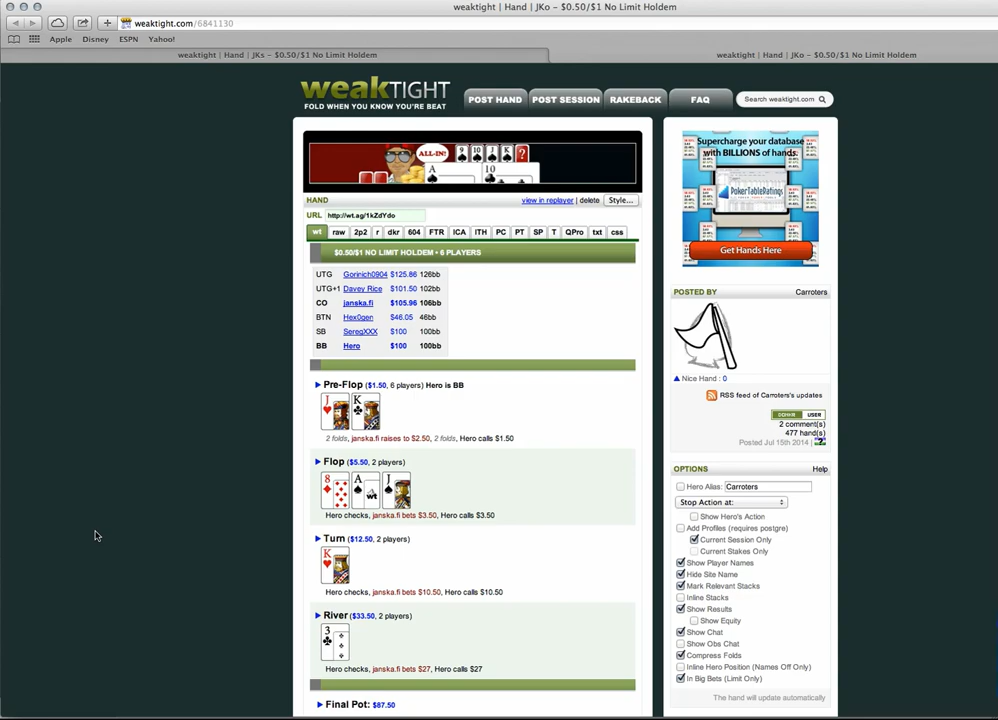 weaktight | Hand | JKo - $0.50/$1 No Limit Holdem
weaktight.com/6841130
Apple Disney ESPN Yahoo!
weaktight | Hand | JKs - $0.50/$1 No Limit Holdem
weaktight | Hand | JKo - $0.50/$1 No Limit Holdem
weakTIGHT
FOLD WHEN YOU KNOW YOU'RE BEAT
POST HAND POST SESSION RAKEBACK FAQ
Search weaktight.com
ALL-IN! 9 10 J K ?
A 10
HAND view in replayer | delete Style...
URL http://wt.ag/1kZdYdo
wt raw 2p2 r dkr 604 FTR ICA ITH PC PT SP T QPro txt css
$0.50/$1 NO LIMIT HOLDEM • 6 PLAYERS
UTG Gorinich0904 $125.86 126bb
UTG+1 Davey Rice $101.50 102bb
CO janska.fi $105.96 106bb
BTN Hex0gen $46.05 46bb
SB SeregXXX $100 100bb
BB Hero $100 100bb
Pre-Flop ($1.50, 6 players) Hero is BB
J K
2 folds, janska.fi raises to $2.50, 2 folds, Hero calls $1.50
Flop ($5.50, 2 players)
8 A wt J
Hero checks, janska.fi bets $3.50, Hero calls $3.50
Turn ($12.50, 2 players)
K
Hero checks, janska.fi bets $10.50, Hero calls $10.50
River ($33.50, 2 players)
3
Hero checks, janska.fi bets $27, Hero calls $27
Final Pot: $87.50
Supercharge your database
with BILLIONS of hands.
PokerTableRatings
Get Hands Here
POSTED BY Carroters
Nice Hand : 0
RSS feed of Carroters's updates
USER
2 comment(s)
477 hand(s)
Posted Jul 15th 2014
OPTIONS Help
Hero Alias: Carroters
Stop Action at:
Show Hero's Action
Add Profiles (requires postgre)
Current Session Only
Current Stakes Only
Show Player Names
Hide Site Name
Mark Relevant Stacks
Inline Stacks
Show Results
Show Equity
Show Chat
Show Obs Chat
Compress Folds
Inline Hero Position (Names Off Only)
In Big Bets (Limit Only)
The hand will update automatically